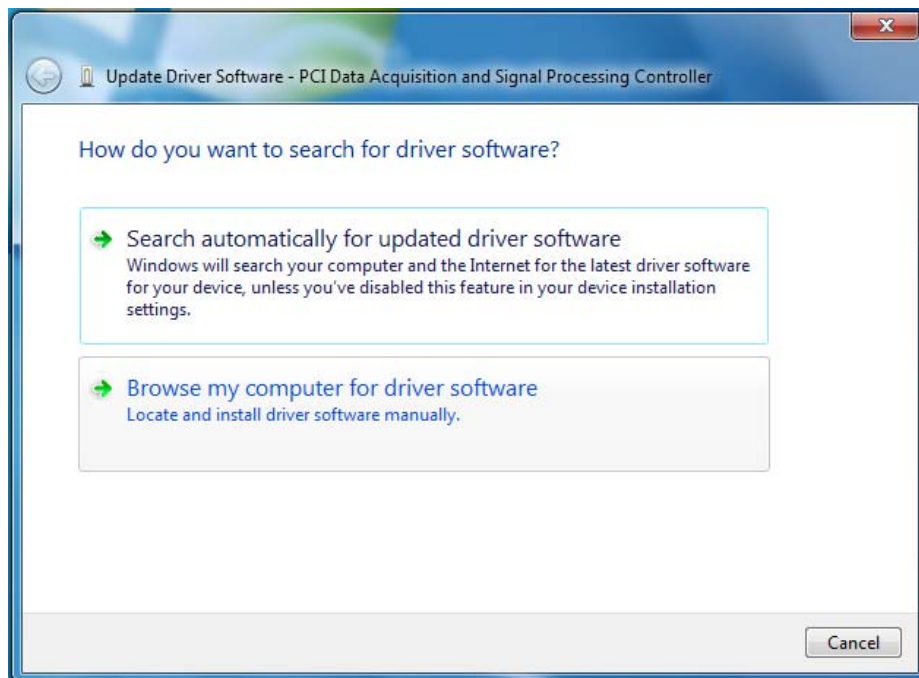 Update Driver Software - PCI Data Acquisition and Signal Processing Controller
How do you want to search for driver software?
Search automatically for updated driver software
Windows will search your computer and the Internet for the latest driver software
for your device, unless you've disabled this feature in your device installation
settings.
Browse my computer for driver software
Locate and install driver software manually.
Cancel